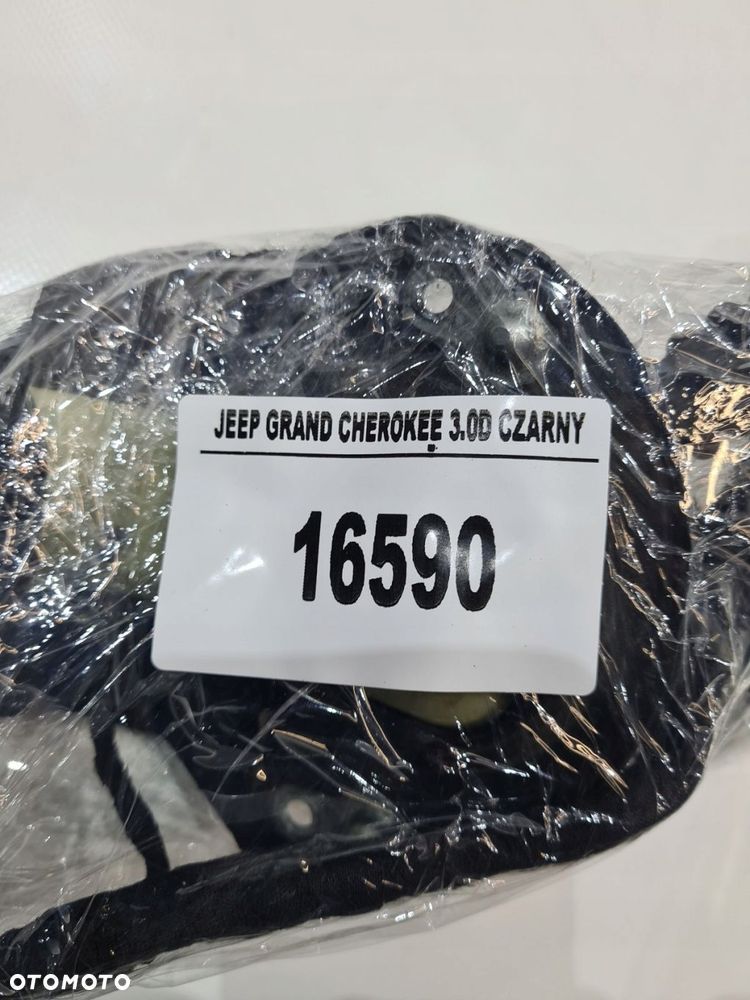 JEEP GRAND CHEROKEE 3.0D CZARNY
16590
OTOMOTO